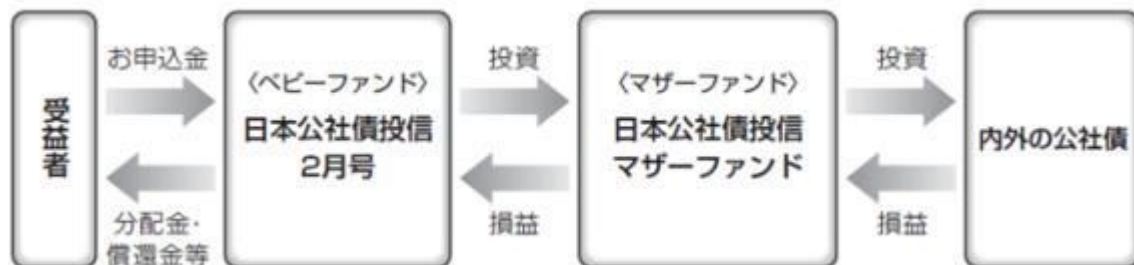 受益者
お申込金
分配金・
償還金等
〈ベビーファンド〉
日本公社債投信
2月号
投資
損益
〈マザーファンド〉
日本公社債投信
マザーファンド
投資
損益
内外の公社債